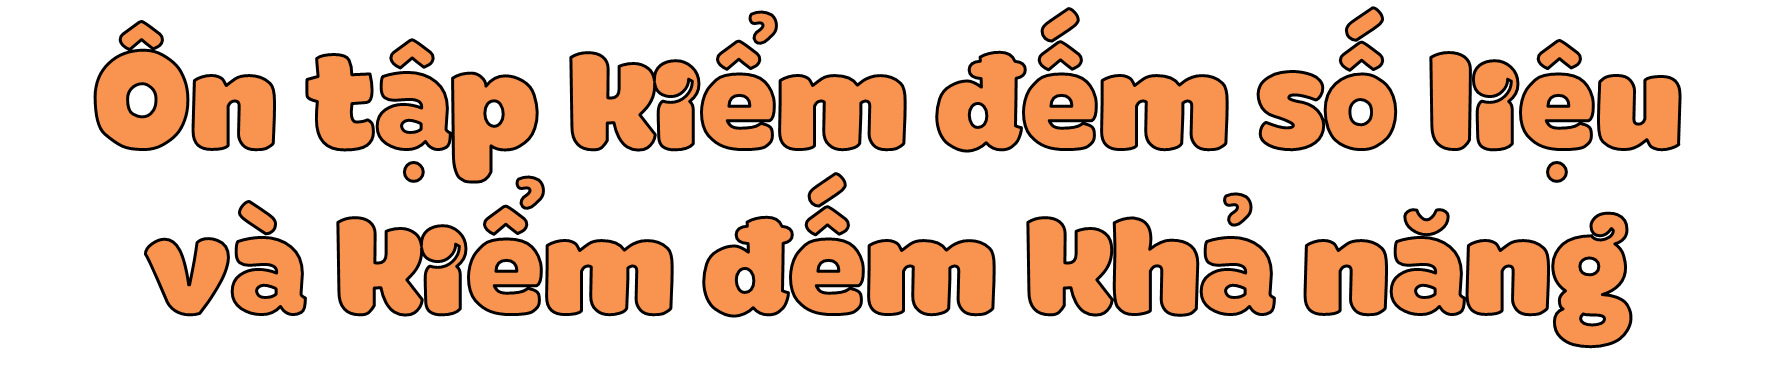 Ôn tập kiểm đếm số liệu
và kiểm đếm khả năng